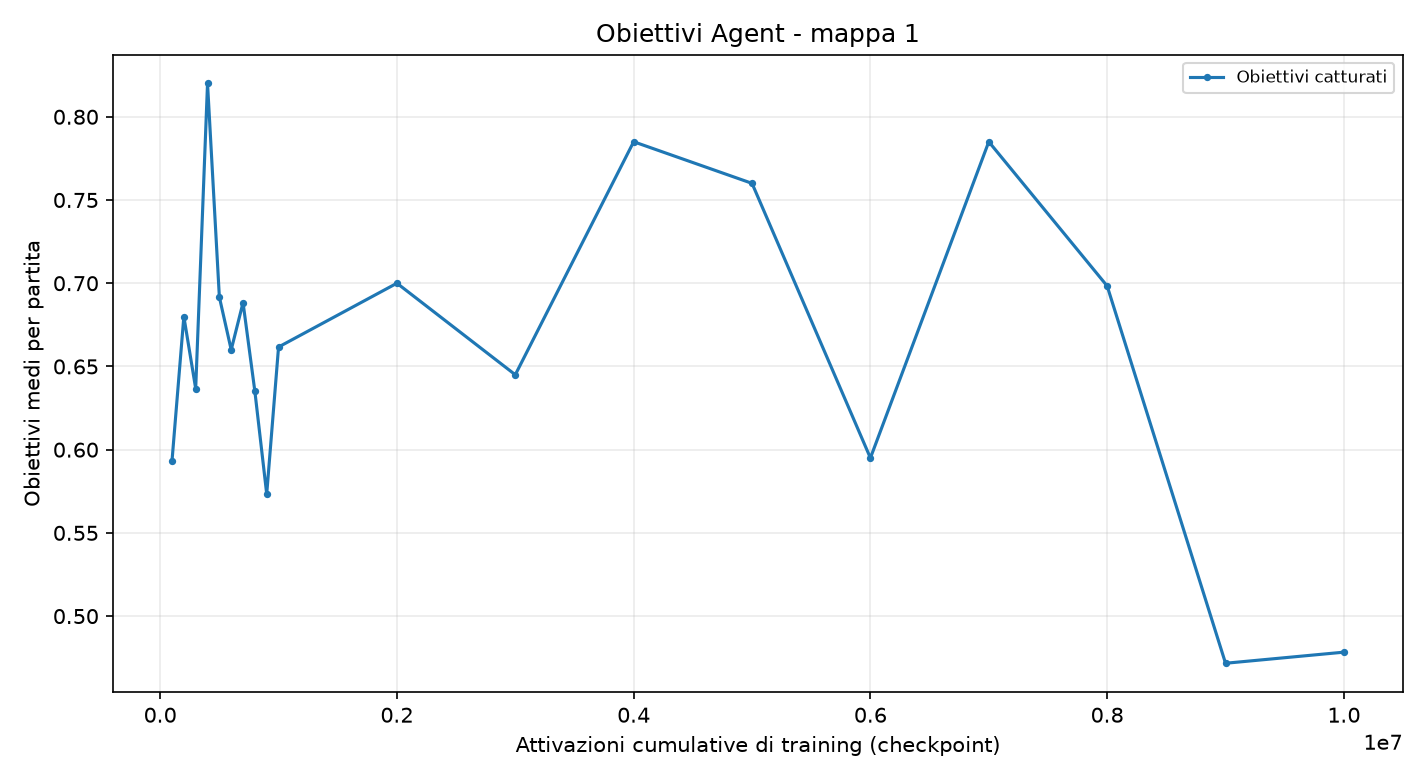 Obiettivi Agent - mappa 1
Obiettivi catturati
Obiettivi medi per partita
0.80
0.75
0.70
0.65
0.60
0.55
0.50
0.0 0.2 0.4 0.6 0.8 1.0
1e7
Attivazioni cumulative di training (checkpoint)